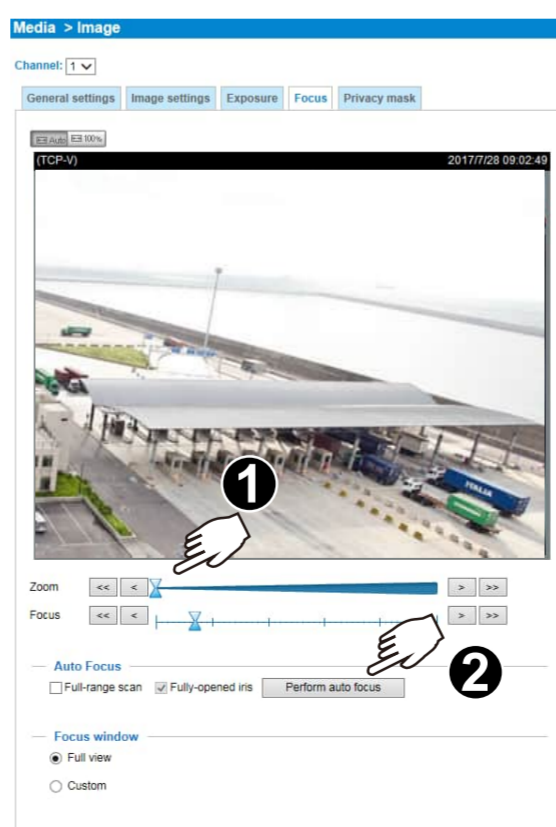 Media > Image
Channel: 1
General settings Image settings Exposure Focus Privacy mask
Auto 100%
(TCP-V) 2017/7/28 09:02:49
ITALIA
1
Zoom << < > >>
Focus << < > >>
2
Auto Focus
Full-range scan Fully-opened iris Perform auto focus
Focus window
Full view
Custom